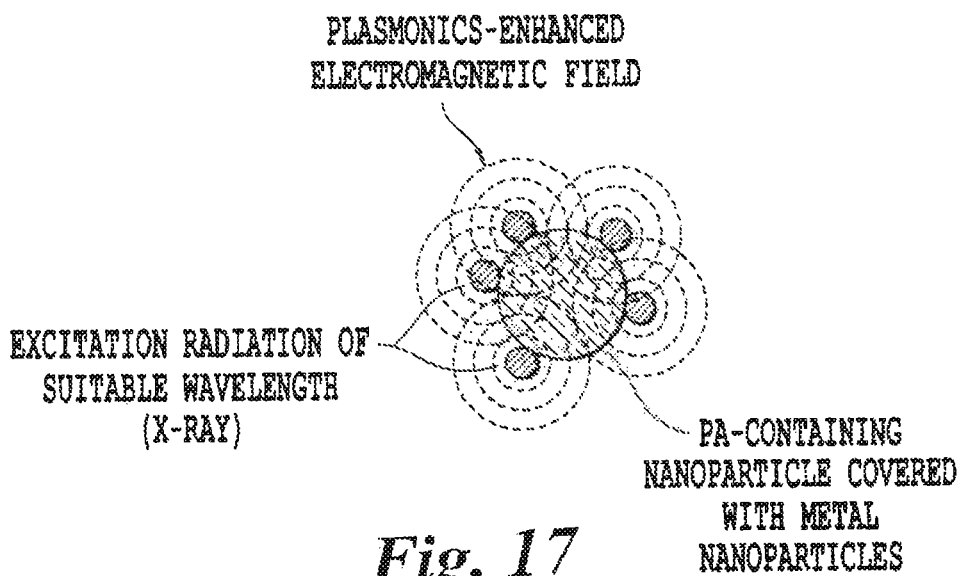 PLASMONICS-ENHANCED
ELECTROMAGNETIC FIELD
EXCITATION RADIATION OF
SUITABLE WAVELENGTH
(X-RAY)
PA-CONTAINING
NANOPARTICLE COVERED
WITH METAL
NANOPARTICLES
Fig. 17